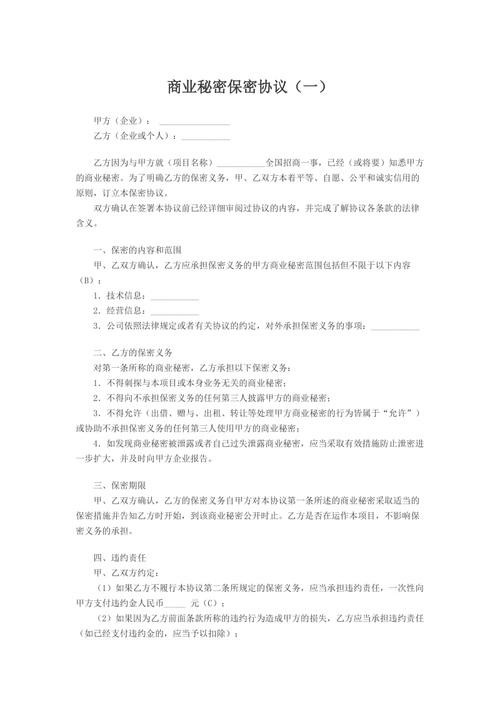 商业秘密保密协议（一）
甲方（企业）： ______________
乙方（企业或个人）：__________
乙方因为与甲方就（项目名称）__________全国招商一事，已经（或将要）知悉甲方
的商业秘密。为了明确乙方的保密义务，甲、乙双方本着平等、自愿、公平和诚实信用的
原则，订立本保密协议。
双方确认在签署本协议前已经详细审阅过协议的内容，并完成了解协议各条款的法律
含义。
一、保密的内容和范围
甲、乙双方确认，乙方应承担保密义务的甲方商业秘密范围包括但不限于以下内容
（B）：
1．技术信息：__________
2．经营信息：__________
3．公司依照法律规定或者有关协议的约定，对外承担保密义务的事项：__________
二、乙方的保密义务
对第一条所称的商业秘密，乙方承担以下保密义务：
1．不得刺探与本项目或本身业务无关的商业秘密；
2．不得向不承担保密义务的任何第三人披露甲方的商业秘密；
3．不得允许（出借、赠与、出租、转让等处理甲方商业秘密的行为皆属于“允许”）
或协助不承担保密义务的任何第三人使用甲方的商业秘密；
4．如发现商业秘密被泄露或者自己过失泄露商业秘密，应当采取有效措施防止泄密进
一步扩大，并及时向甲方企业报告。
三、保密期限
甲、乙双方确认，乙方的保密义务自甲方对本协议第一条所述的商业秘密采取适当的
保密措施并告知乙方时开始，到该商业秘密公开时止。乙方是否在运作本项目，不影响保
密义务的承担。
四、违约责任
甲、乙双方约定：
（1）如果乙方不履行本协议第二条所规定的保密义务，应当承担违约责任，一次性向
甲方支付违约金人民币_____ 元（C）；
（2）如果因为乙方前面条款所称的违约行为造成甲方的损失，乙方应当承担违约责任
（如已经支付违约金的，应当予以扣除）；